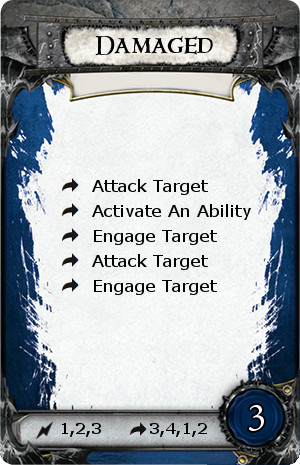 DAMAGED
Attack Target
Activate An Ability
Engage Target
Attack Target
Engage Target
1,2,3 3,4,1,2 3